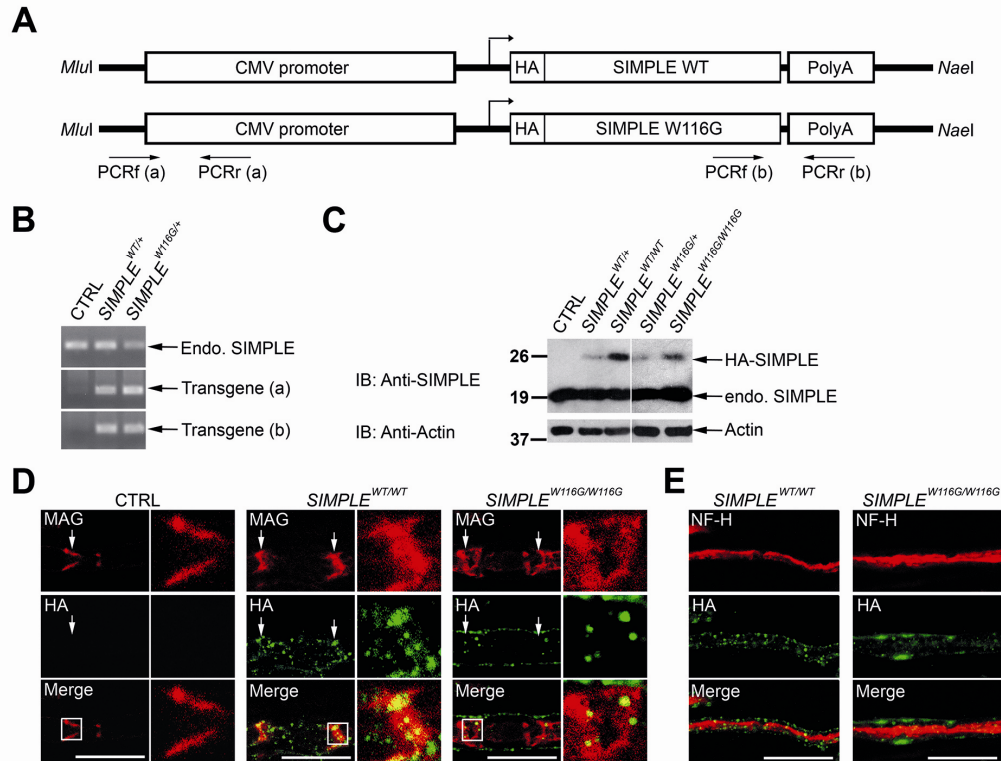 A
MluI CMV promoter HA SIMPLE WT PolyA NaeI
MluI CMV promoter HA SIMPLE W116G PolyA NaeI
PCRf (a) PCRr (a) PCRf (b) PCRr (b)
B
CTRL
SIMPLE^WT/+
SIMPLE^W116G/+
Endo. SIMPLE
Transgene (a)
Transgene (b)
C
CTRL
SIMPLE^WT/+
SIMPLE^WT/WT
SIMPLE^W116G/+
SIMPLE^W116G/W116G
IB: Anti-SIMPLE
26
HA-SIMPLE
19
endo. SIMPLE
IB: Anti-Actin
Actin
37
D
CTRL SIMPLE^WT/WT SIMPLE^W116G/W116G
MAG MAG MAG
HA HA HA
Merge Merge Merge
E
SIMPLE^WT/WT SIMPLE^W116G/W116G
NF-H NF-H
HA HA
Merge Merge